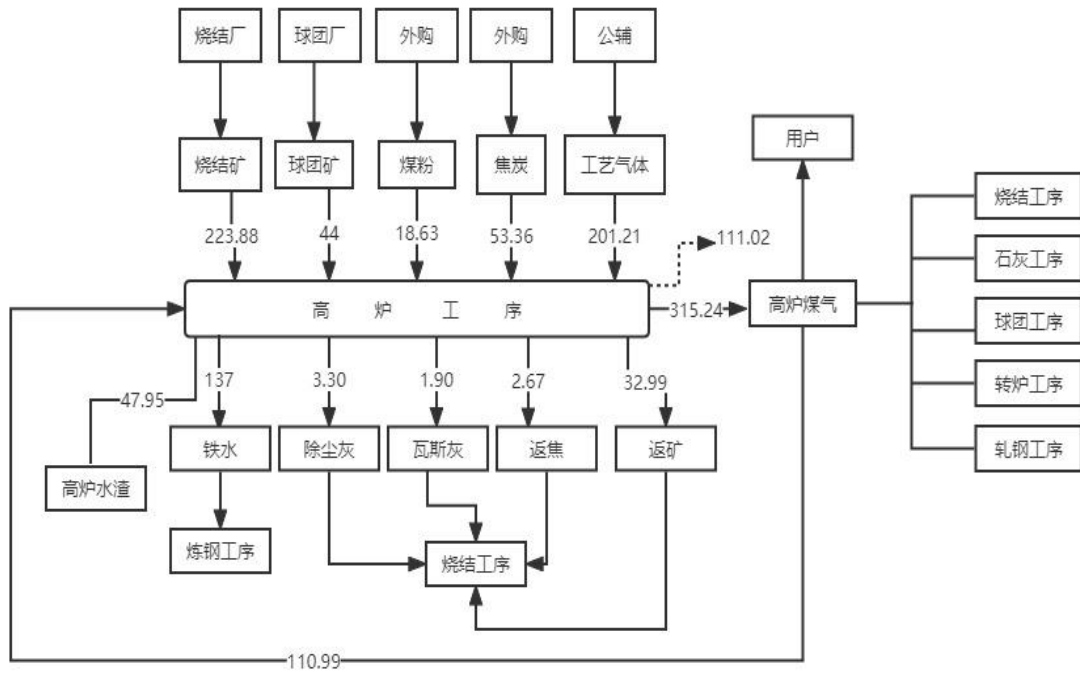 烧结厂
球团厂
外购
外购
公辅
用户
烧结矿
球团矿
煤粉
焦炭
工艺气体
烧结工序
223.88
44
18.63
53.36
201.21
111.02
石灰工序
高炉工序
315.24
高炉煤气
球团工序
137
3.30
1.90
2.67
32.99
转炉工序
47.95
铁水
除尘灰
瓦斯灰
返焦
返矿
轧钢工序
高炉水渣
炼钢工序
烧结工序
110.99